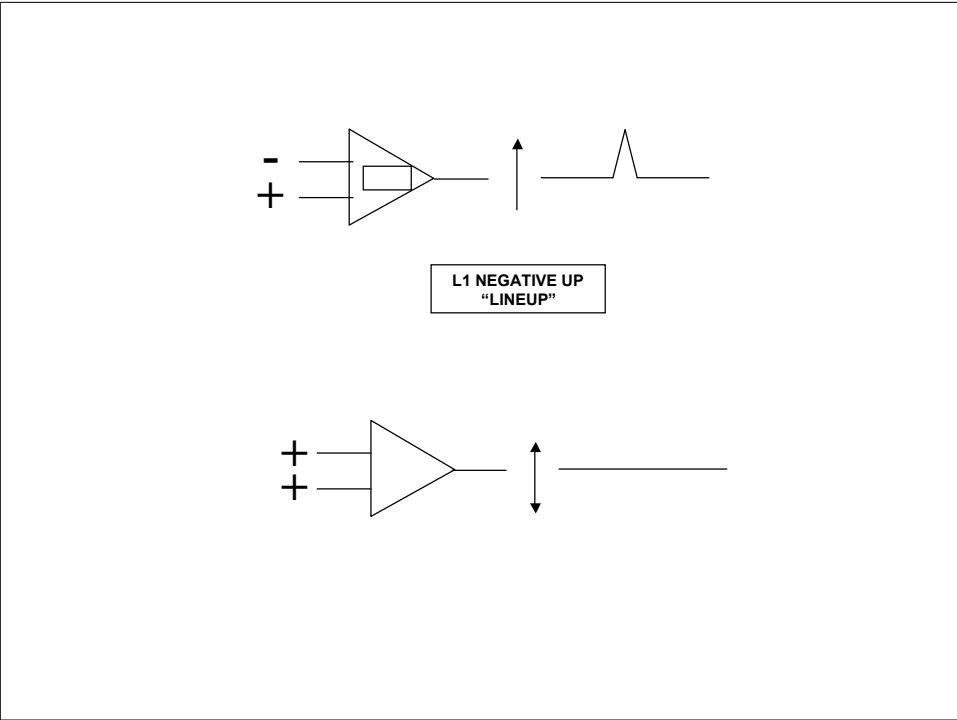 -
+
L1 NEGATIVE UP
“LINEUP”
+
+